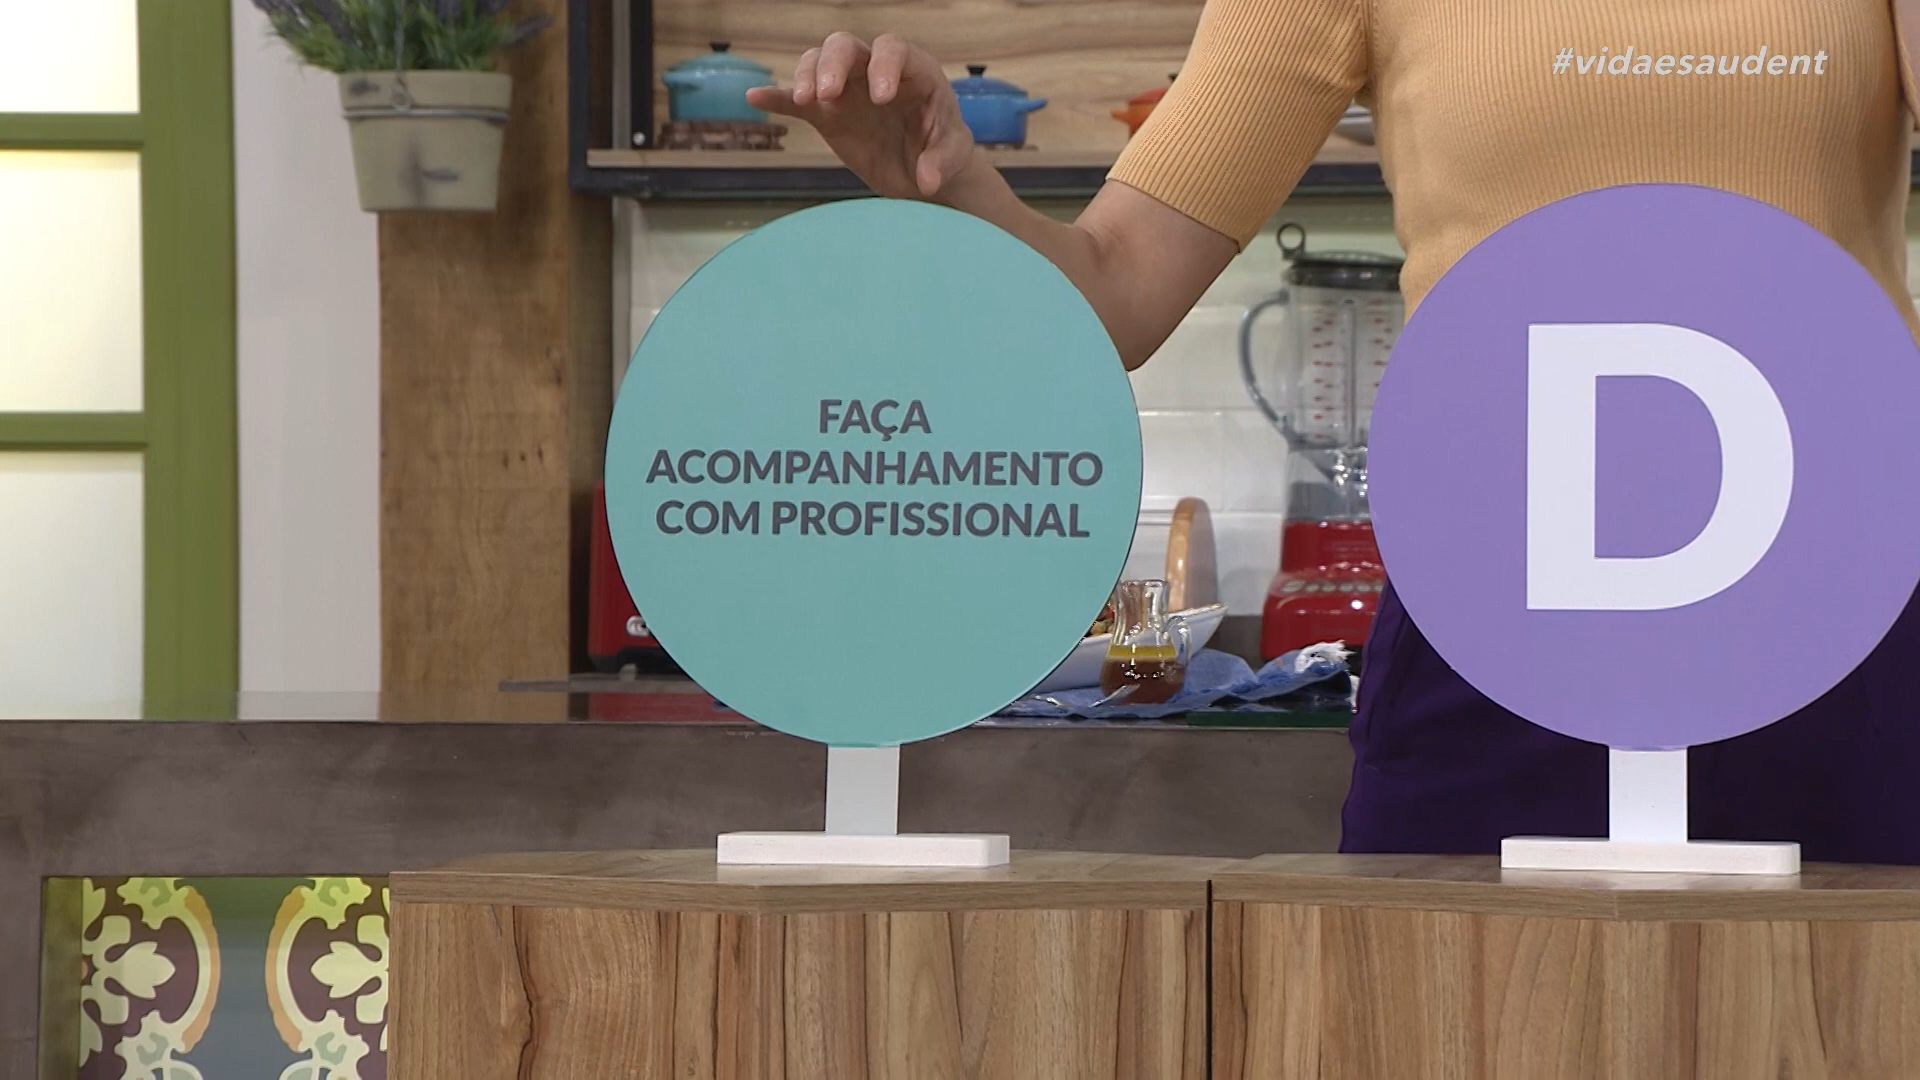 #vidaesaudent
FAÇA
ACOMPANHAMENTO
COM PROFISSIONAL
D